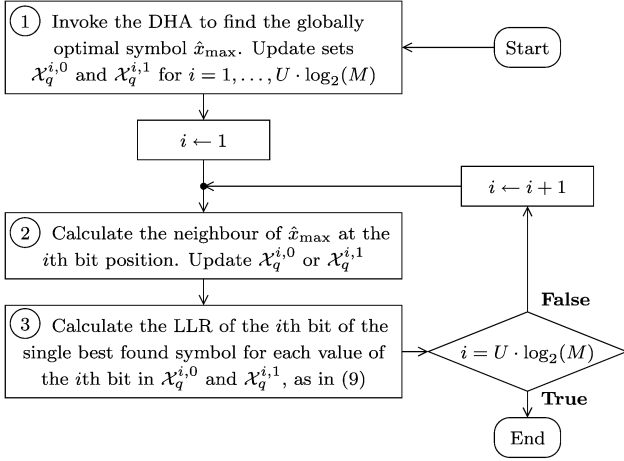 1 Invoke the DHA to find the globally
optimal symbol x̂max. Update sets
𝒳q^{i,0} and 𝒳q^{i,1} for i = 1, . . . , U · log2(M)
Start
i ← 1
i ← i + 1
2 Calculate the neighbour of x̂max at the
ith bit position. Update 𝒳q^{i,0} or 𝒳q^{i,1}
False
3 Calculate the LLR of the ith bit of the
single best found symbol for each value of
the ith bit in 𝒳q^{i,0} and 𝒳q^{i,1}, as in (9)
i = U · log2(M)
True
End